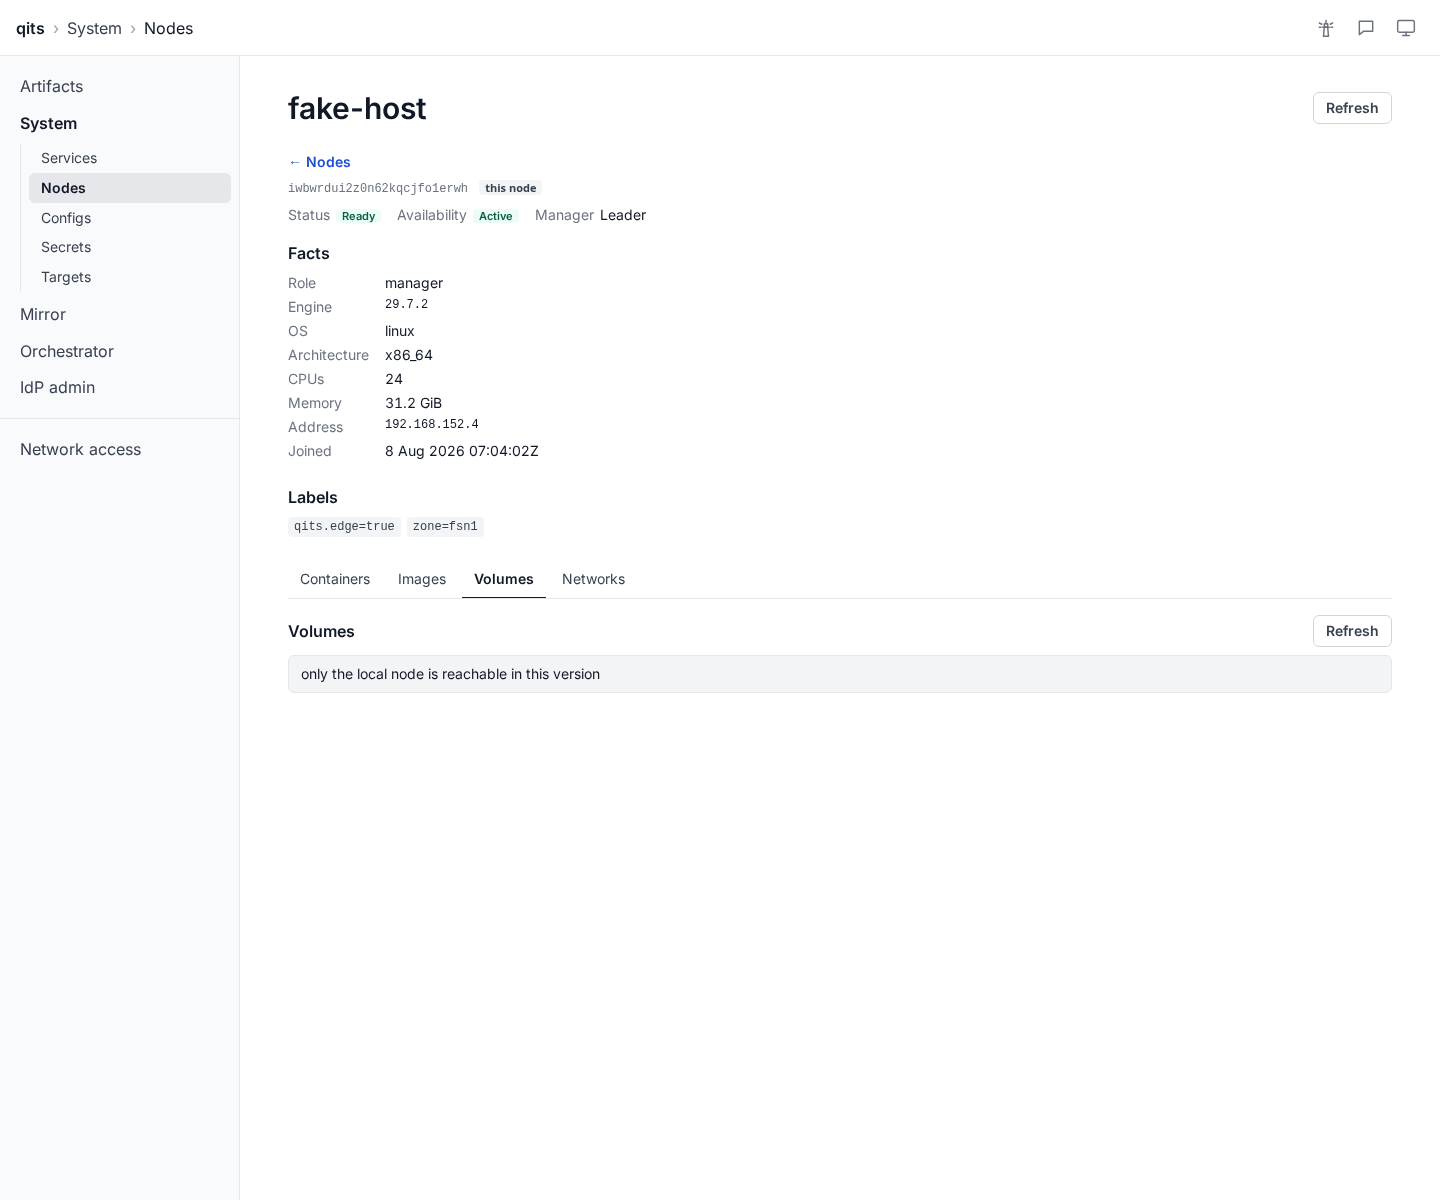 qits › System › Nodes
Artifacts
System
Services
Nodes
Configs
Secrets
Targets
Mirror
Orchestrator
IdP admin
Network access
fake-host
Refresh
← Nodes
iwbwrdui2z0n62kqcjfo1erwh this node
Status Ready Availability Active Manager Leader
Facts
Role manager
Engine 29.7.2
OS linux
Architecture x86_64
CPUs 24
Memory 31.2 GiB
Address 192.168.152.4
Joined 8 Aug 2026 07:04:02Z
Labels
qits.edge=true zone=fsn1
Containers Images Volumes Networks
Volumes
Refresh
only the local node is reachable in this version